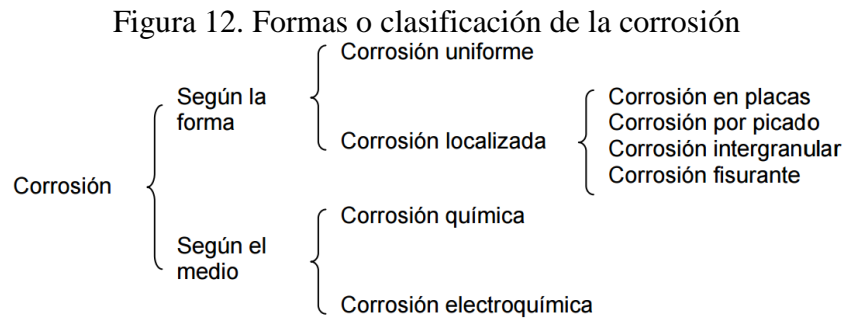 Figura 12. Formas o clasificación de la corrosión
Corrosión
Según la
forma
Corrosión uniforme
Corrosión localizada
Corrosión en placas
Corrosión por picado
Corrosión intergranular
Corrosión fisurante
Según el
medio
Corrosión química
Corrosión electroquímica